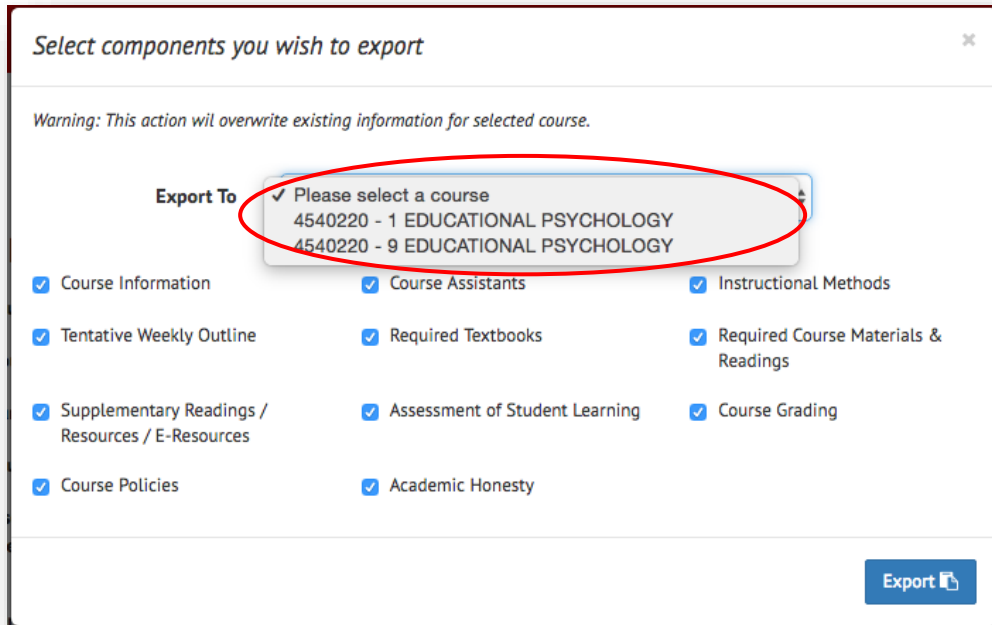 Select components you wish to export
×
Warning: This action wil overwrite existing information for selected course.
Export To
✓ Please select a course
4540220 - 1 EDUCATIONAL PSYCHOLOGY
4540220 - 9 EDUCATIONAL PSYCHOLOGY
Course Information
Course Assistants
Instructional Methods
Tentative Weekly Outline
Required Textbooks
Required Course Materials &
Readings
Supplementary Readings /
Resources / E-Resources
Assessment of Student Learning
Course Grading
Course Policies
Academic Honesty
Export